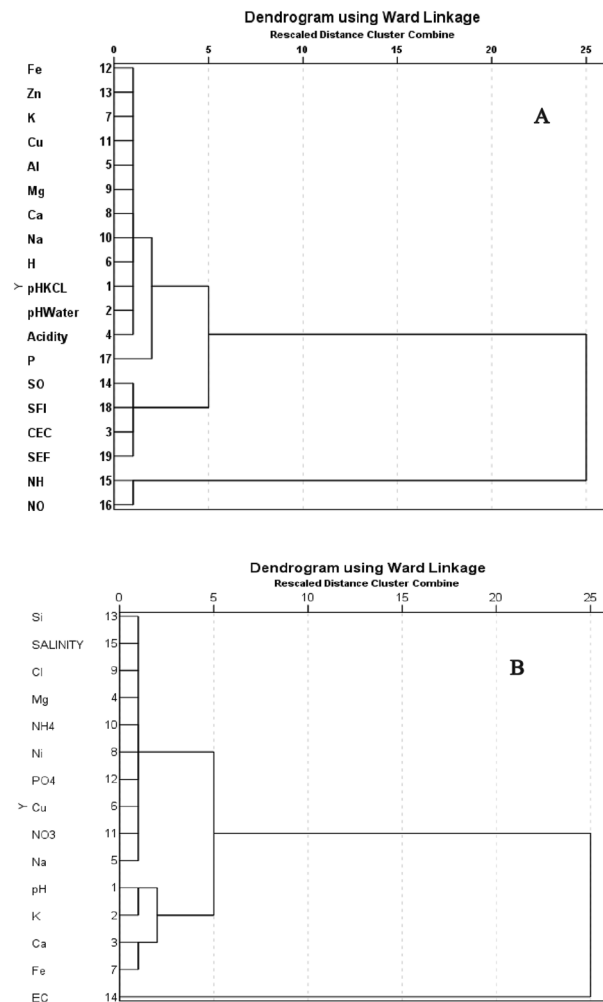 Dendrogram using Ward Linkage
Rescaled Distance Cluster Combine
0 5 10 15 20 25
A
Fe 12
Zn 13
K 7
Cu 11
Al 5
Mg 9
Ca 8
Na 10
H 6
Y pHKCL 1
pHWater 2
Acidity 4
P 17
SO 14
SFI 18
CEC 3
SEF 19
NH 15
NO 16
Dendrogram using Ward Linkage
Rescaled Distance Cluster Combine
0 5 10 15 20 25
B
Si 13
SALINITY 15
Cl 9
Mg 4
NH4 10
Ni 8
PO4 12
Y Cu 6
NO3 11
Na 5
pH 1
K 2
Ca 3
Fe 7
EC 14